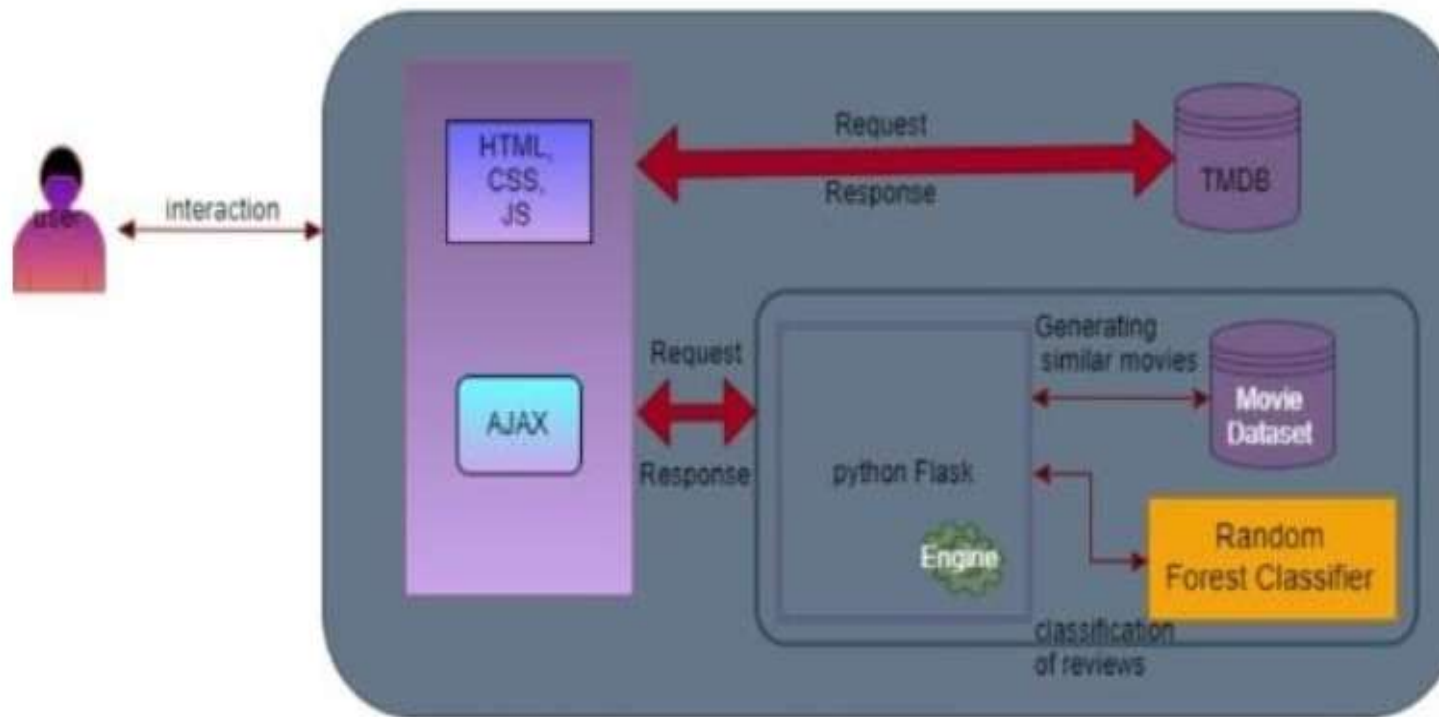 user
interaction
HTML,
CSS,
JS
Request
Response
TMDB
AJAX
Request
Response
python Flask
Engine
Generating
similar movies
Movie
Dataset
Random
Forest Classifier
classification
of reviews